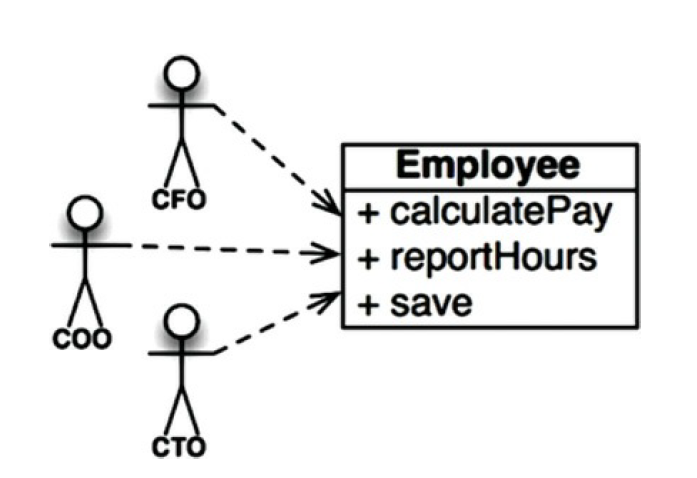 CFO
Employee
+ calculatePay
COO
+ reportHours
+ save
CTO